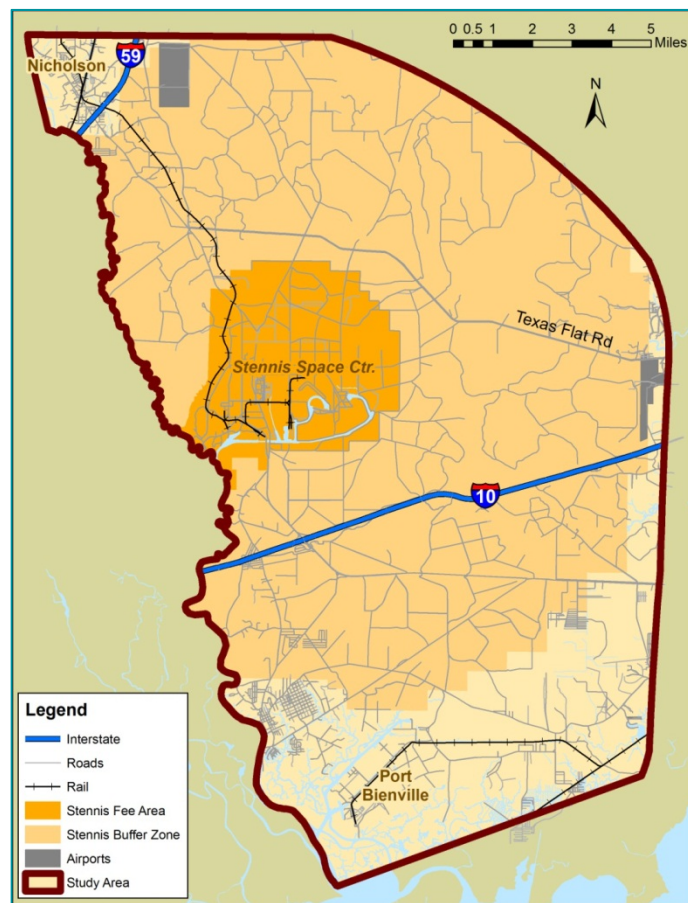 0 0.5 1 2 3 4 5
Miles
N
59
Nicholson
Texas Flat Rd
Stennis Space Ctr.
10
Port
Bienville
Legend
Interstate
Roads
Rail
Stennis Fee Area
Stennis Buffer Zone
Airports
Study Area